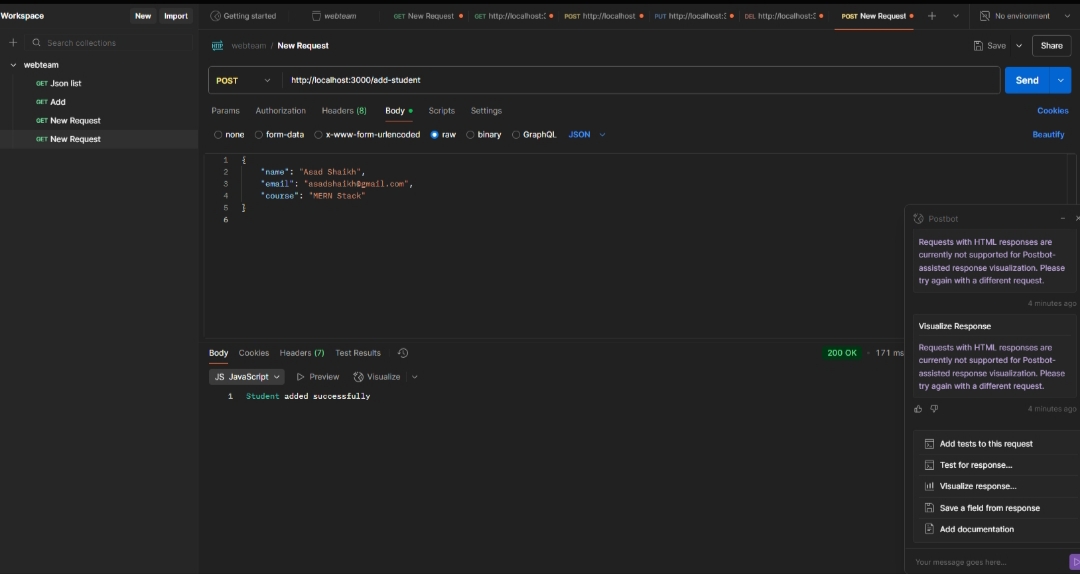 Workspace
New
Import
Getting started
webteam
GET New Request
GET http://localhost:
POST http://localhost
PUT http://localhost:
DEL http://localhost:
POST New Request
No environment
Search collections
webteam
GET Json list
GET Add
GET New Request
GET New Request
HTTP webteam / New Request
Save
Share
POST
http://localhost:3000/add-student
Send
Params
Authorization
Headers (8)
Body
Scripts
Settings
Cookies
none
form-data
x-www-form-urlencoded
raw
binary
GraphQL
JSON
Beautify
1 {
2 "name": "Asad Shaikh",
3 "email": "asadshaikh@gmail.com",
4 "course": "MERN Stack"
5 }
6
Postbot
Requests with HTML responses are
currently not supported for Postbot-
assisted response visualization. Please
try again with a different request.
4 minutes ago
Visualize Response
Requests with HTML responses are
currently not supported for Postbot-
assisted response visualization. Please
try again with a different request.
4 minutes ago
Add tests to this request
Test for response...
Visualize response...
Save a field from response
Add documentation
Your message goes here...
Body
Cookies
Headers (7)
Test Results
200 OK
171 ms
JS JavaScript
Preview
Visualize
1 Student added successfully